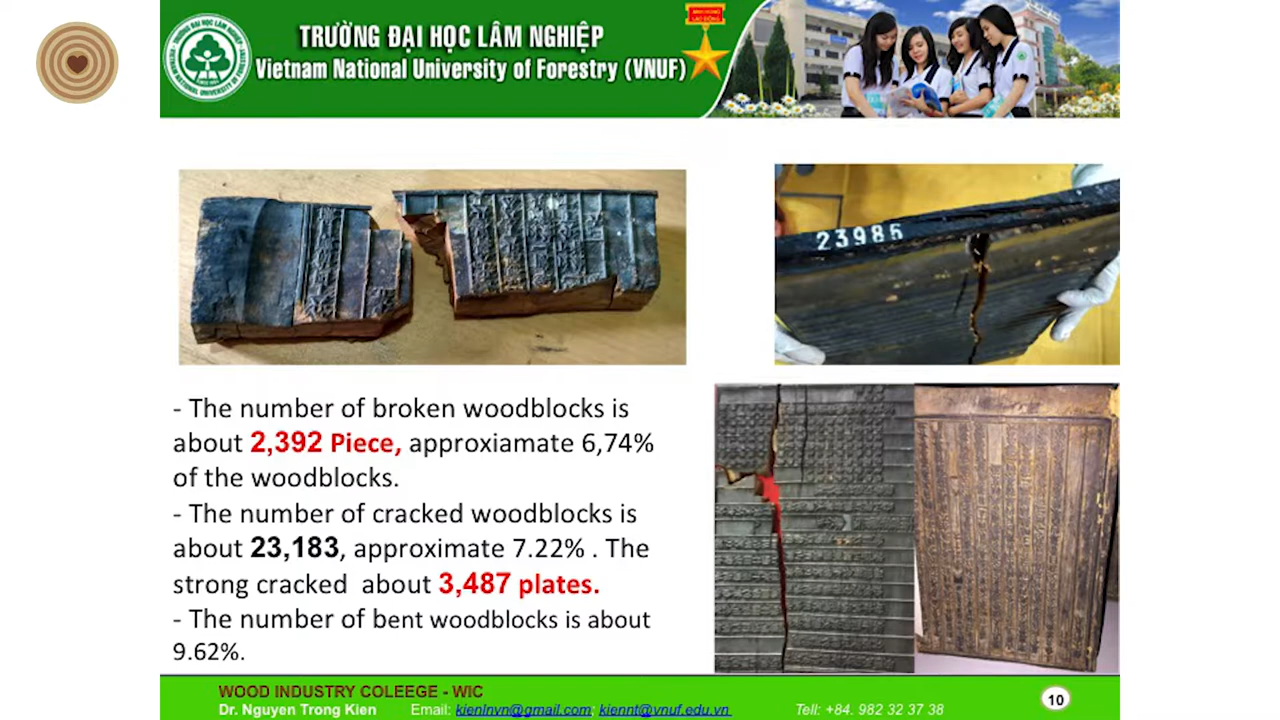 TRƯỜNG ĐẠI HỌC LÂM NGHIỆP
Vietnam National University of Forestry (VNUF)
23985
- The number of broken woodblocks is
about 2,392 Piece, approxiamate 6,74%
of the woodblocks.
- The number of cracked woodblocks is
about 23,183, approximate 7.22% . The
strong cracked about 3,487 plates.
- The number of bent woodblocks is about
9.62%.
WOOD INDUSTRY COLEEGE - WIC
Dr. Nguyen Trong Kien Email: kienlnvn@gmail.com; kiennt@vnuf.edu.vn Tell: +84. 982 32 37 38
10